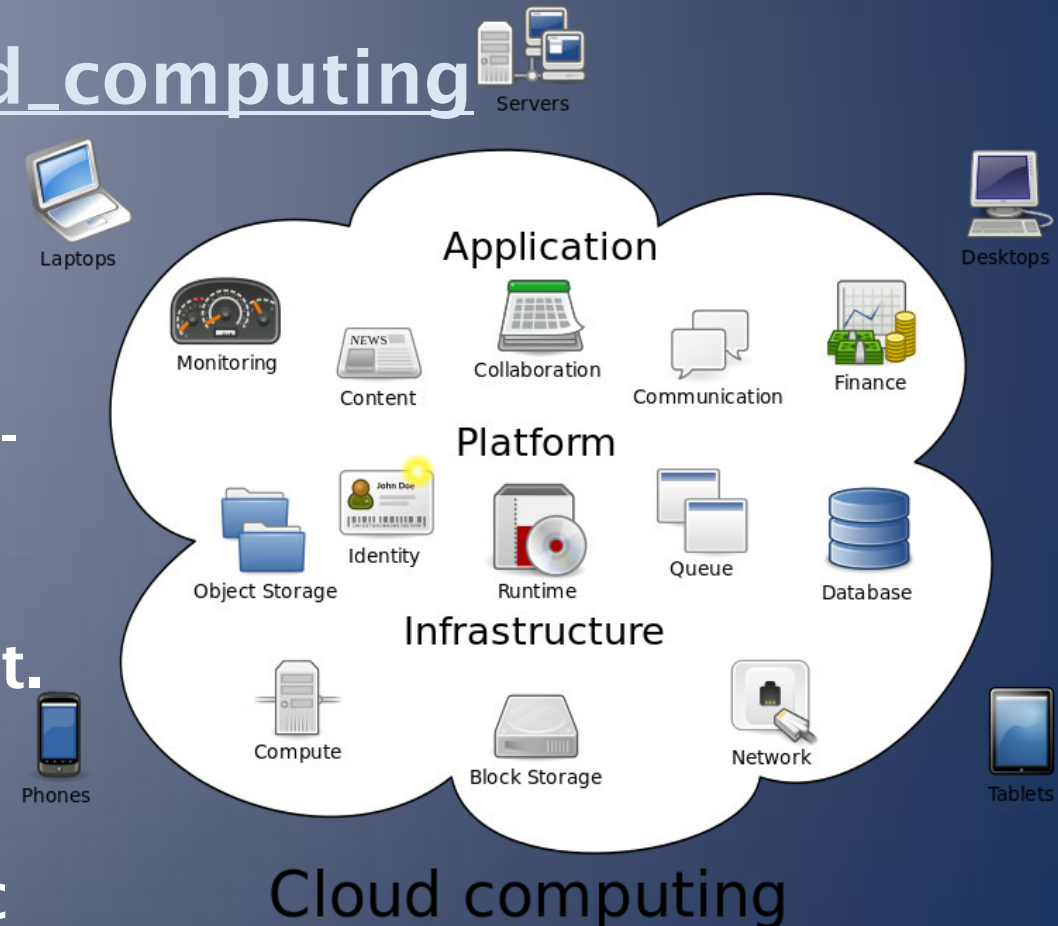 d_computing
Servers
Laptops
Desktops
Application
Monitoring
Content
Collaboration
Communication
Finance
-
Platform
NEWS
John Doe
Object Storage
Identity
Runtime
Queue
Database
Infrastructure
t.
Compute
Block Storage
Network
Phones
Tablets
c
Cloud computing